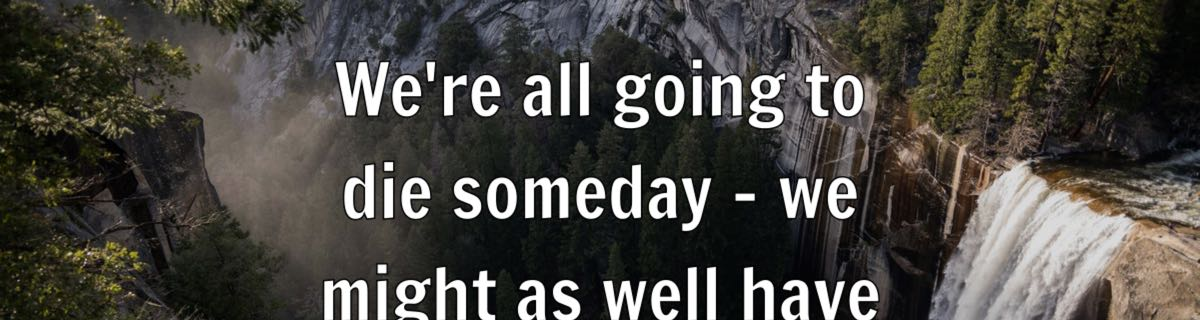 We're all going to
die someday - we
might as well have